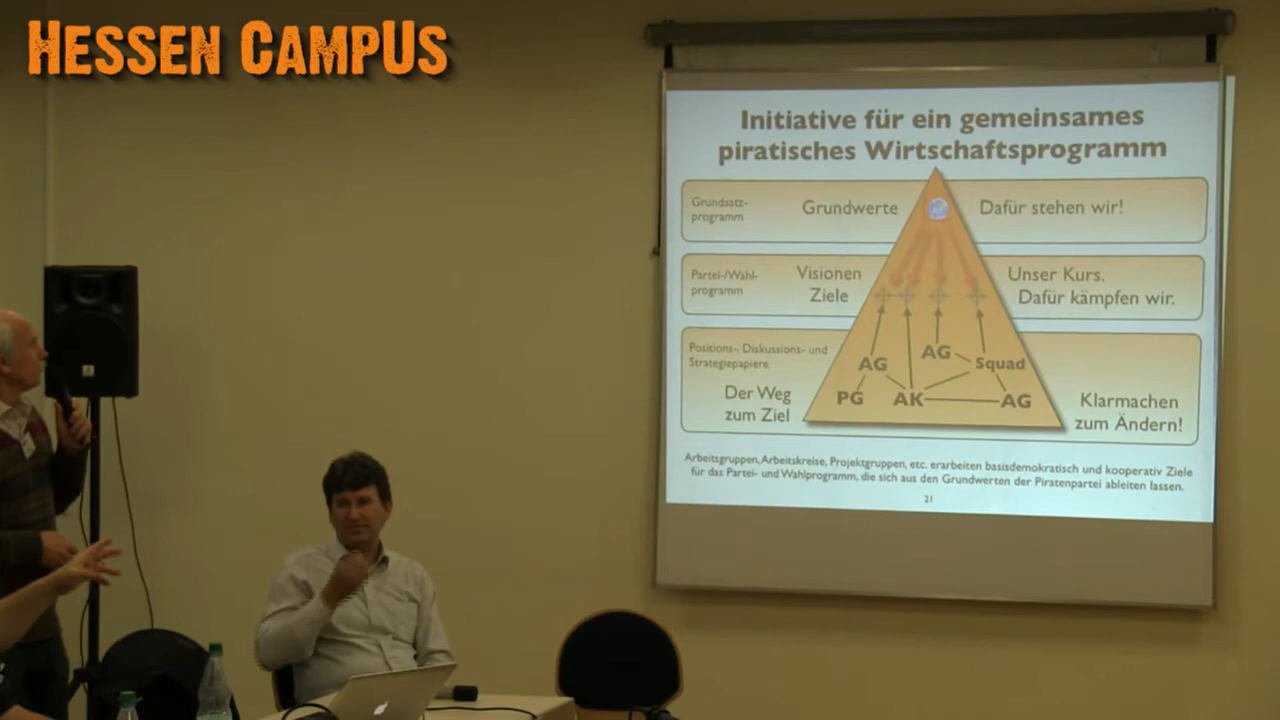 HESSEN CAMPUS
Initiative für ein gemeinsames
piratisches Wirtschaftsprogramm
Grundsatz-
programm
Grundwerte
Dafür stehen wir!
Partei-/Wahl-
programm
Visionen
Ziele
Unser Kurs.
Dafür kämpfen wir.
Positions-, Diskussions- und
Strategiepapiere
Der Weg
zum Ziel
AG
AG
Squad
PG
AK
AG
Klarmachen
zum Ändern!
Arbeitsgruppen, Arbeitskreise, Projektgruppen, etc. erarbeiten basisdemokratisch und kooperativ Ziele
für das Partei- und Wahlprogramm, die sich aus den Grundwerten der Piratenpartei ableiten lassen.
21